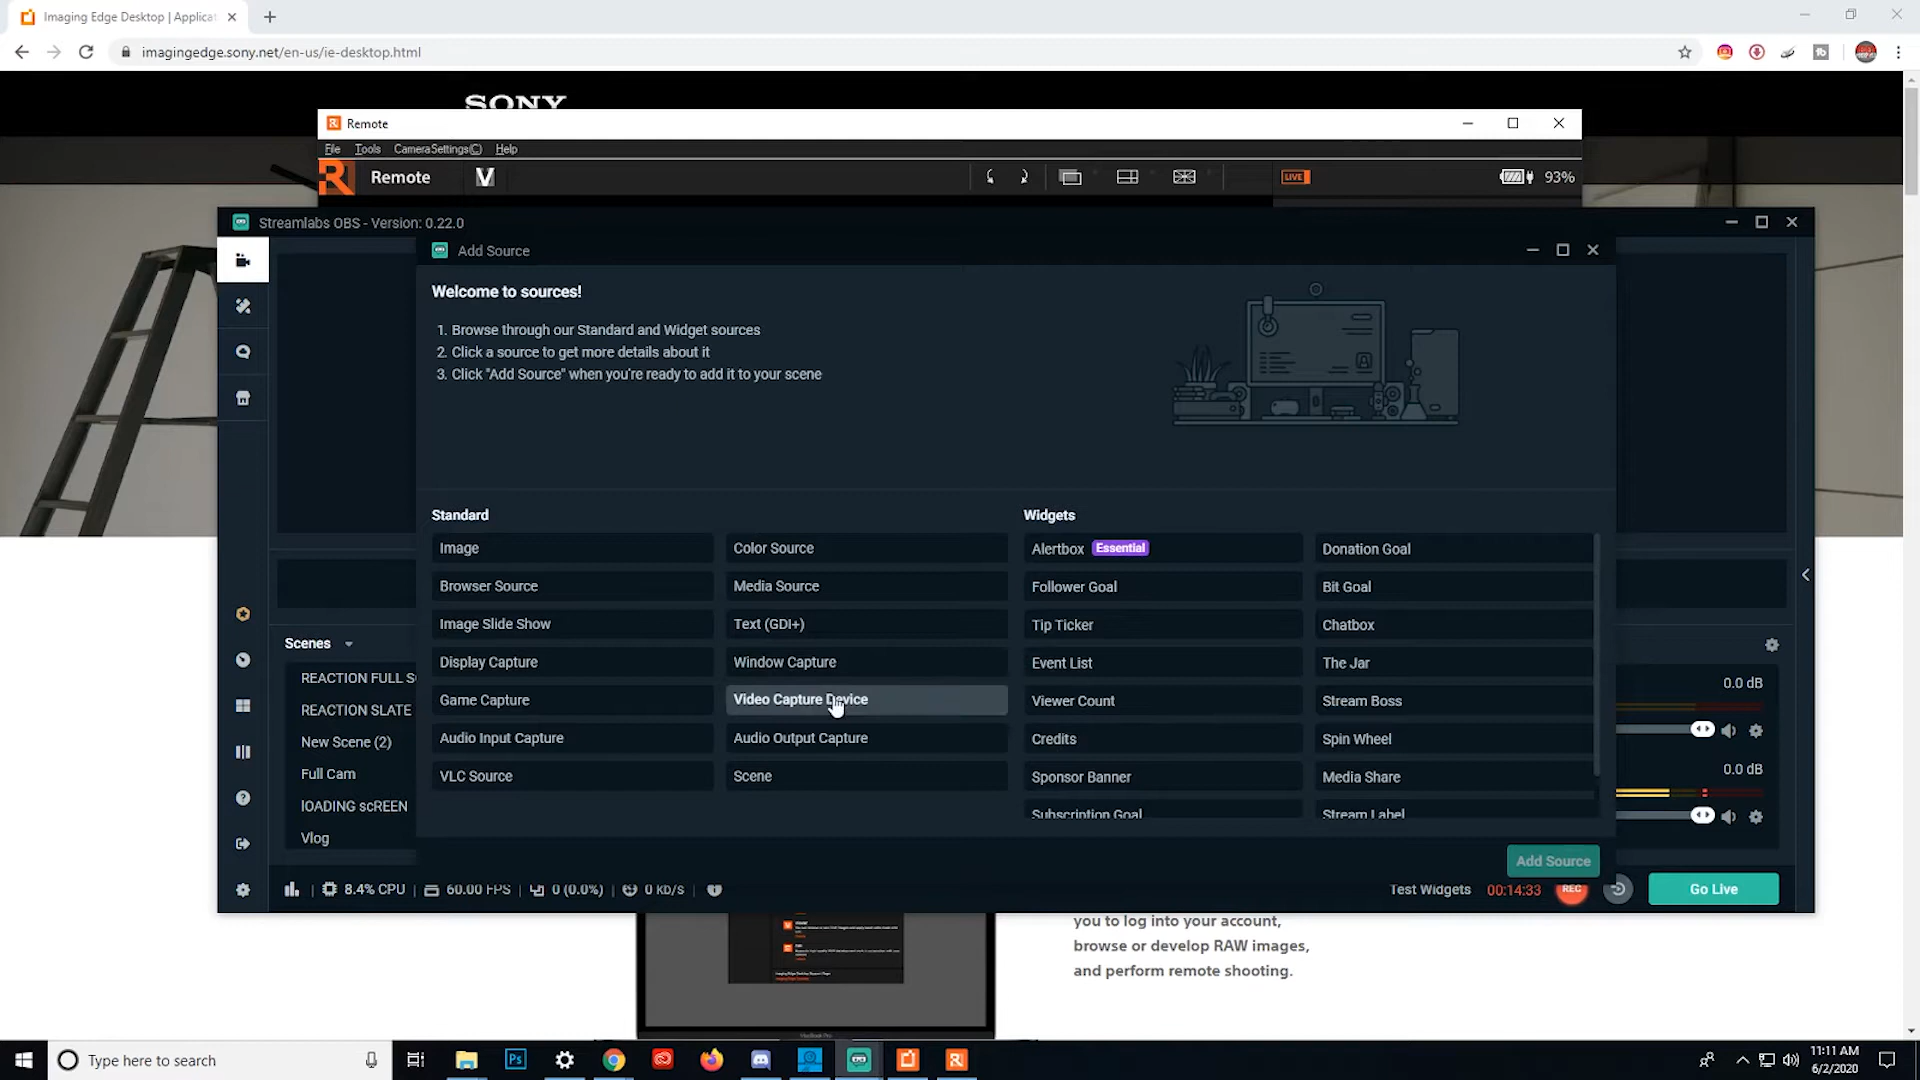 Imaging Edge Desktop | Applicat
imagingedge.sony.net/en-us/ie-desktop.html
SONY
Remote
File Tools CameraSettings(C) Help
Remote V LIVE 93%
Streamlabs OBS - Version: 0.22.0
Add Source
Welcome to sources!
1. Browse through our Standard and Widget sources
2. Click a source to get more details about it
3. Click "Add Source" when you're ready to add it to your scene
Standard
Image
Color Source
Browser Source
Media Source
Image Slide Show
Text (GDI+)
Display Capture
Window Capture
Game Capture
Video Capture Device
Audio Input Capture
Audio Output Capture
VLC Source
Scene
Widgets
Alertbox Essential
Donation Goal
Follower Goal
Bit Goal
Tip Ticker
Chatbox
Event List
The Jar
Viewer Count
Stream Boss
Credits
Spin Wheel
Sponsor Banner
Media Share
Subscription Goal
Stream Label
Add Source
Scenes
REACTION FULL SC
REACTION SLATE
New Scene (2)
Full Cam
lOADING scREEN
Vlog
0.0 dB
0.0 dB
8.4% CPU 60.00 FPS 0 (0.0%) 0 kb/s
Test Widgets 00:14:33 REC Go Live
you to log into your account,
browse or develop RAW images,
and perform remote shooting.
Type here to search
Ps
11:11 AM
6/2/2020